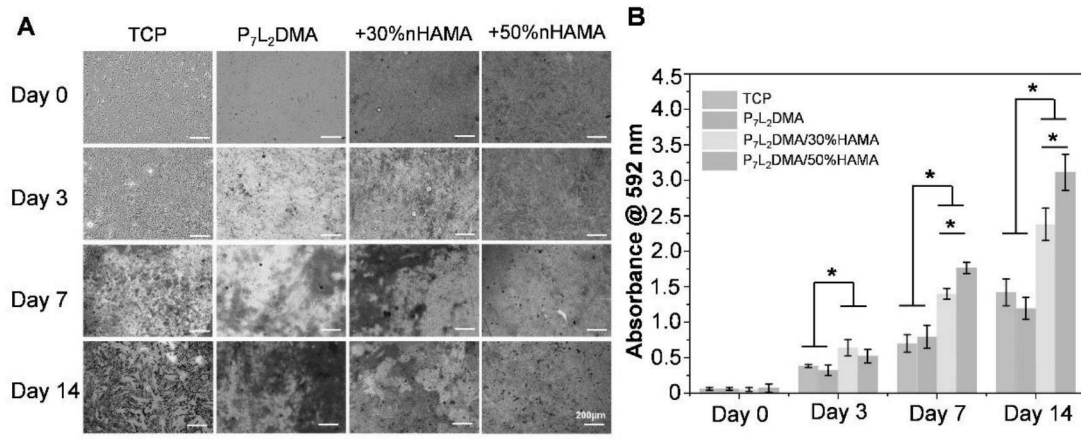 A
TCP P₇L₂DMA +30%nHAMA +50%nHAMA
Day 0
Day 3
Day 7
Day 14
200μm
B
Absorbance @ 592 nm
4.5
4.0
3.5
3.0
2.5
2.0
1.5
1.0
0.5
0
TCP
P₇L₂DMA
P₇L₂DMA/30%HAMA
P₇L₂DMA/50%HAMA
* * * * *
Day 0 Day 3 Day 7 Day 14